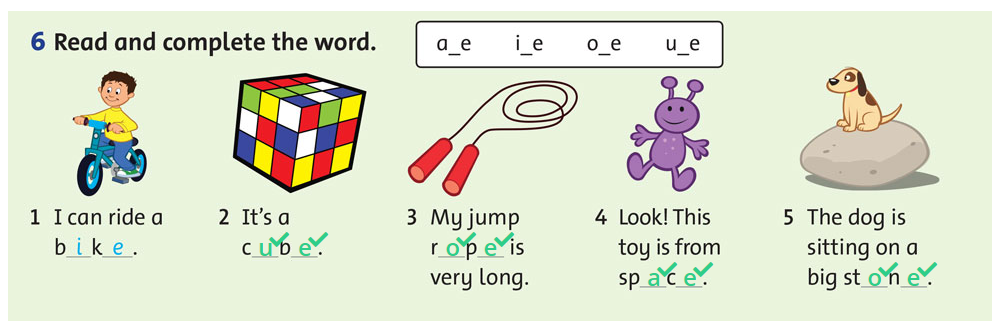 6 Read and complete the word.
a_e i_e o_e u_e
1 I can ride a
b_i_k_e_.
2 It's a
c_u_b_e_.
3 My jump
r_o_p_e_ is
very long.
4 Look! This
toy is from
sp_a_c_e_.
5 The dog is
sitting on a
big st_o_n_e_.